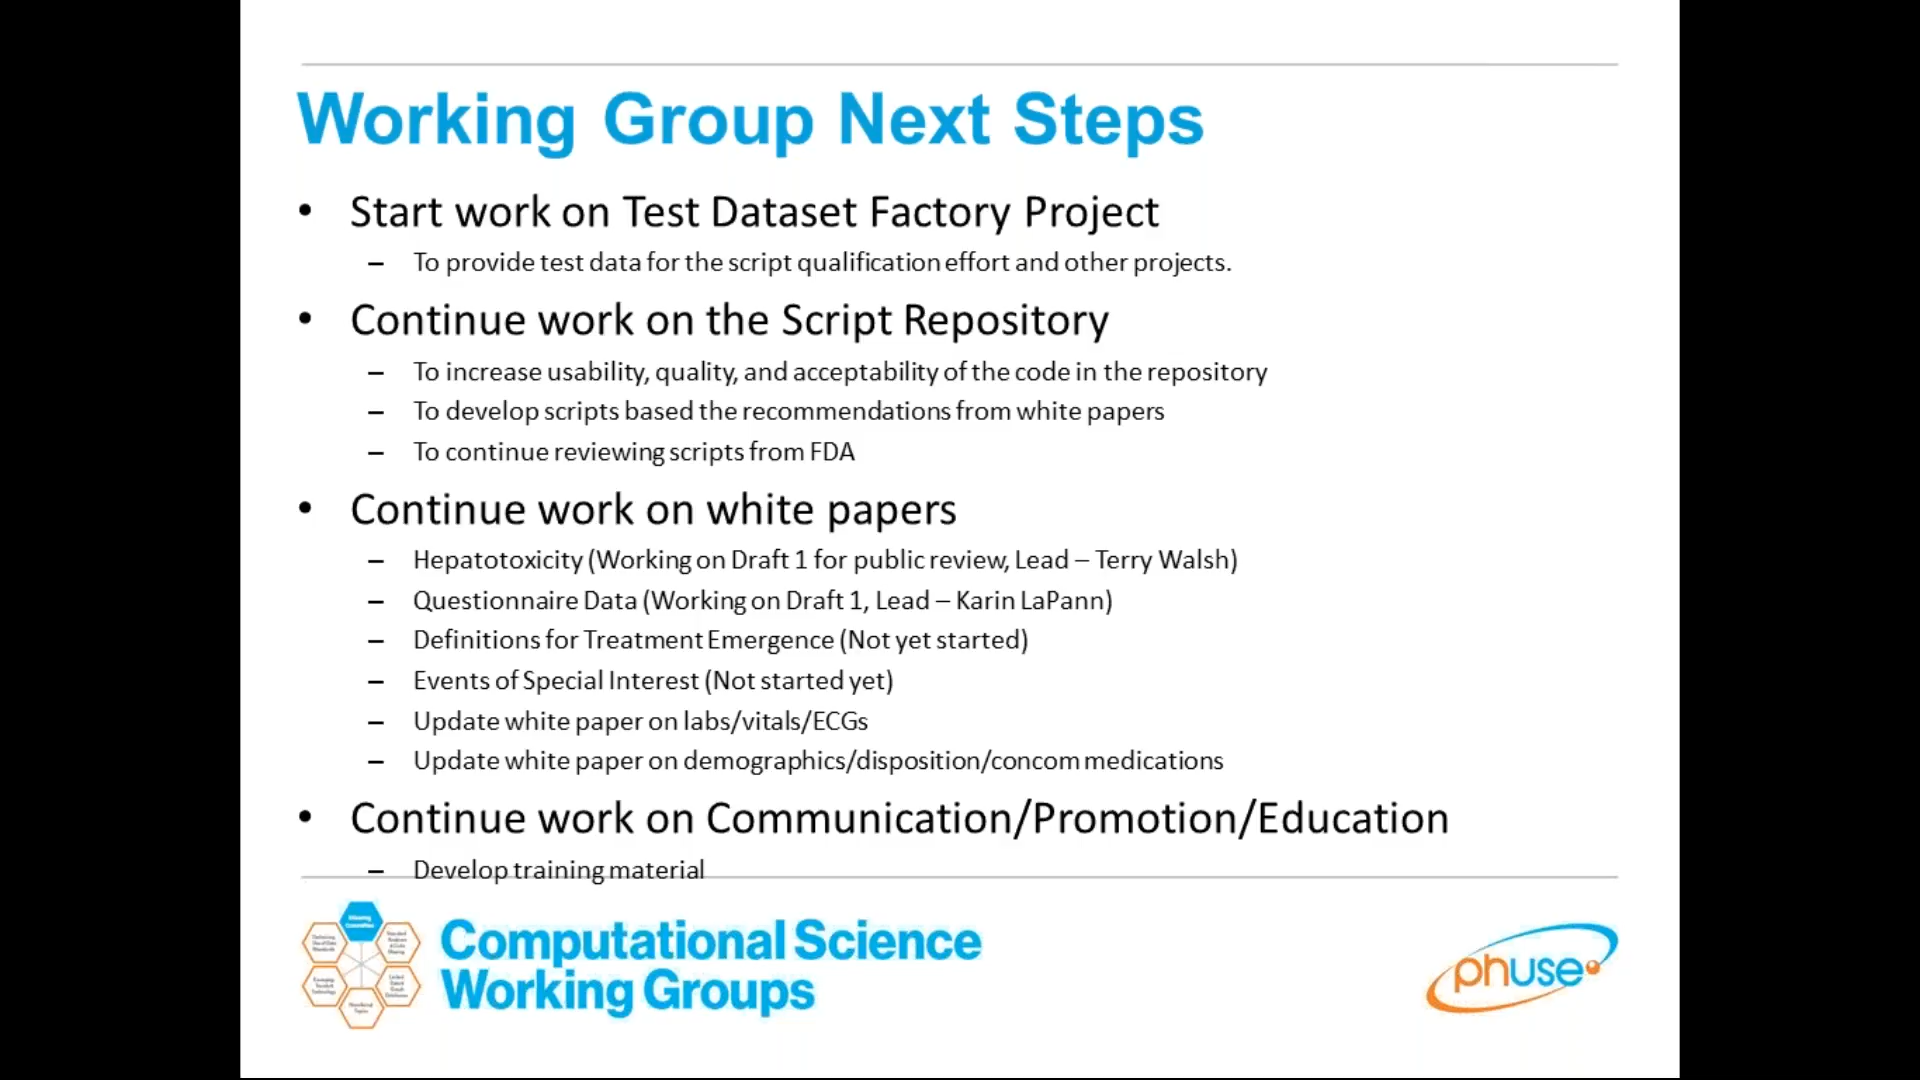 Working Group Next Steps
• Start work on Test Dataset Factory Project
– To provide test data for the script qualification effort and other projects.
• Continue work on the Script Repository
– To increase usability, quality, and acceptability of the code in the repository
– To develop scripts based the recommendations from white papers
– To continue reviewing scripts from FDA
• Continue work on white papers
– Hepatotoxicity (Working on Draft 1 for public review, Lead – Terry Walsh)
– Questionnaire Data (Working on Draft 1, Lead – Karin LaPann)
– Definitions for Treatment Emergence (Not yet started)
– Events of Special Interest (Not started yet)
– Update white paper on labs/vitals/ECGs
– Update white paper on demographics/disposition/concom medications
• Continue work on Communication/Promotion/Education
– Develop training material
Computational Science
Working Groups
phuse